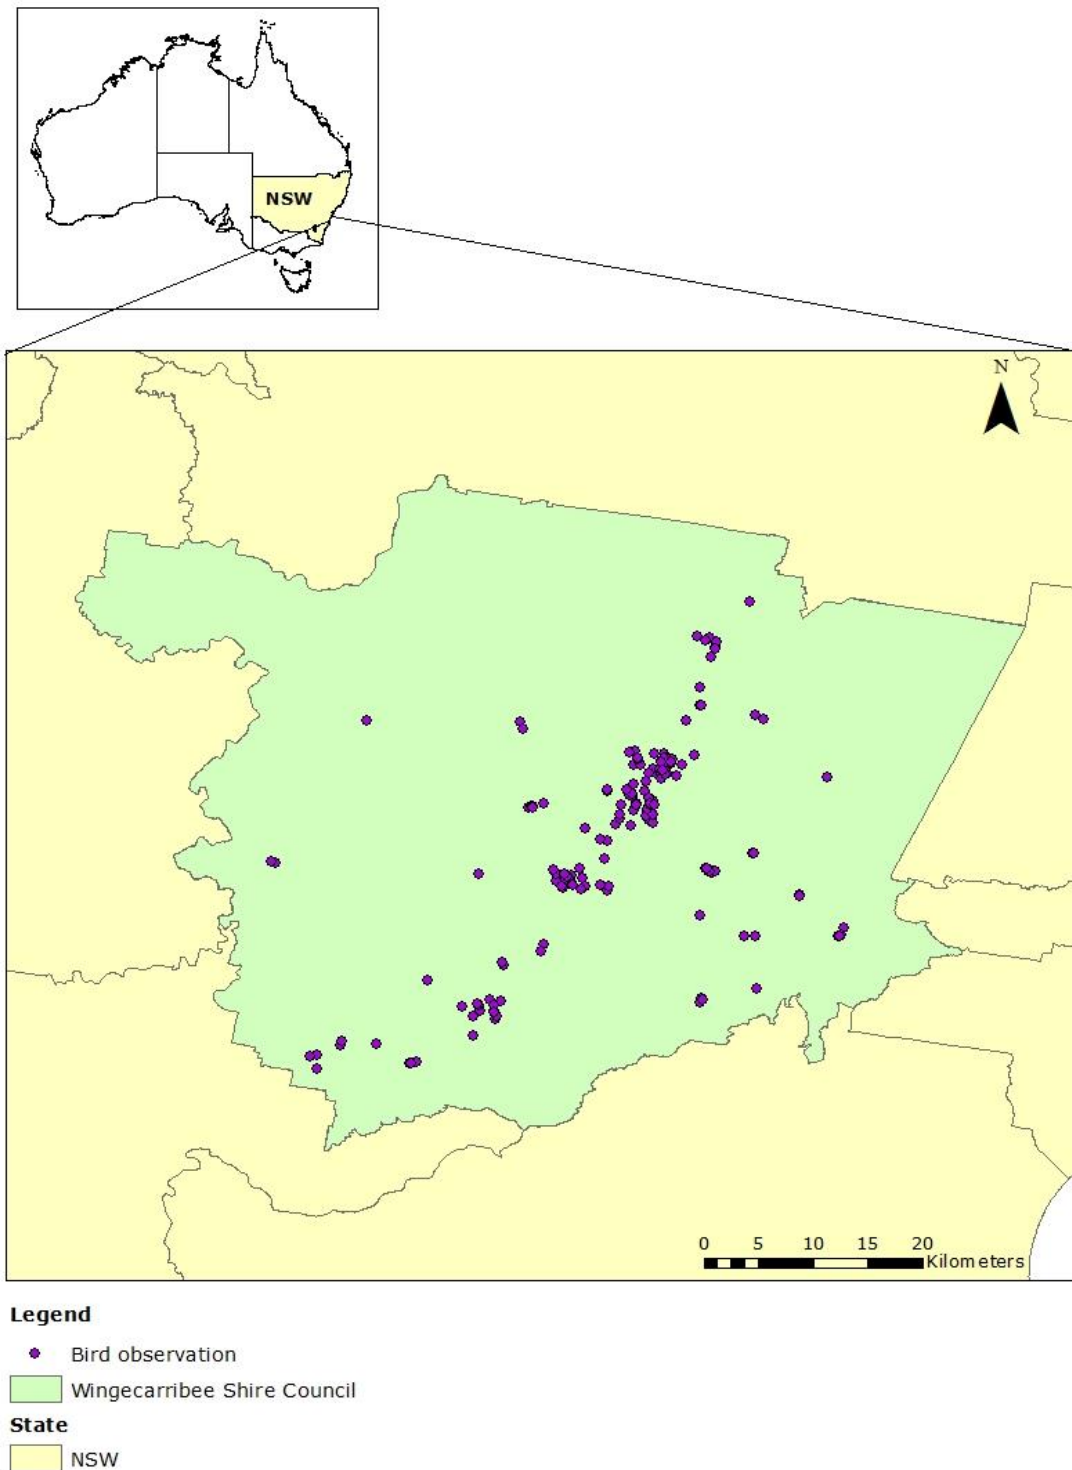 NSW
N
0 5 10 15 20
Kilometers
Legend
Bird observation
Wingecarribee Shire Council
State
NSW